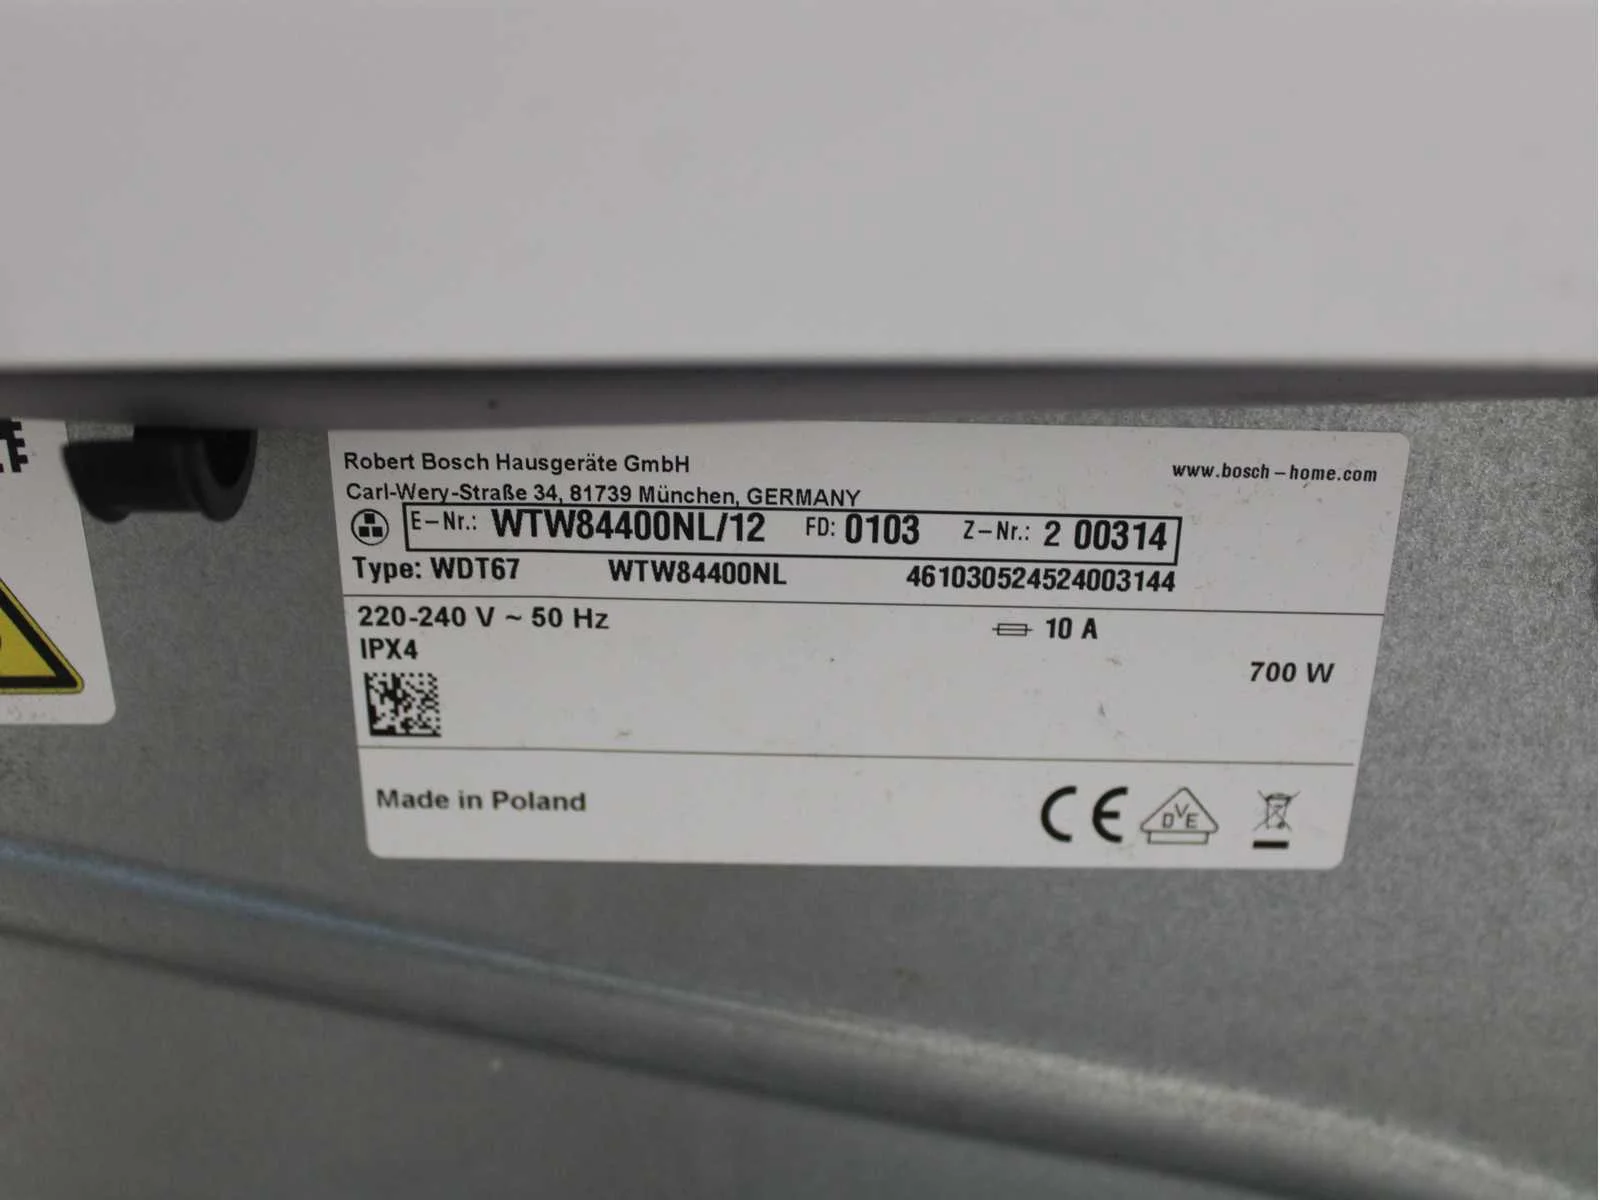 Robert Bosch Hausgeräte GmbH
www.bosch-home.com
Carl-Wery-Straße 34, 81739 München, GERMANY
E-Nr.: WTW84400NL/12 FD: 0103 Z-Nr.: 2 00314
Type: WDT67 WTW84400NL 461030524524003144
220-240 V ~ 50 Hz
10 A
IPX4
700 W
Made in Poland
CE
DVE